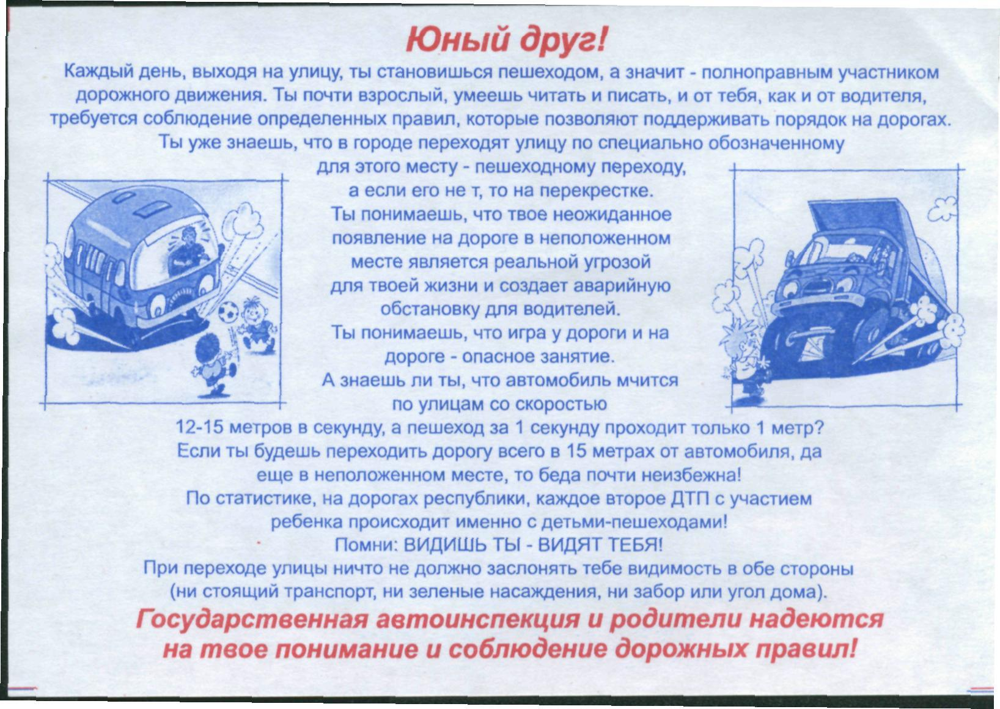 Юный друг!
Каждый день, выходя на улицу, ты становишься пешеходом, а значит - полноправным участником
дорожного движения. Ты почти взрослый, умеешь читать и писать, и от тебя, как и от водителя,
требуется соблюдение определенных правил, которые позволяют поддерживать порядок на дорогах.
Ты уже знаешь, что в городе переходят улицу по специально обозначенному
для этого месту - пешеходному переходу,
а если его не т, то на перекрестке.
Ты понимаешь, что твое неожиданное
появление на дороге в неположенном
месте является реальной угрозой
для твоей жизни и создает аварийную
обстановку для водителей.
Ты понимаешь, что игра у дороги и на
дороге - опасное занятие.
А знаешь ли ты, что автомобиль мчится
по улицам со скоростью
12-15 метров в секунду, а пешеход за 1 секунду проходит только 1 метр?
Если ты будешь переходить дорогу всего в 15 метрах от автомобиля, да
еще в неположенном месте, то беда почти неизбежна!
По статистике, на дорогах республики, каждое второе ДТП с участием
ребенка происходит именно с детьми-пешеходами!
Помни: ВИДИШЬ ТЫ - ВИДЯТ ТЕБЯ!
При переходе улицы ничто не должно заслонять тебе видимость в обе стороны
(ни стоящий транспорт, ни зеленые насаждения, ни забор или угол дома).
Государственная автоинспекция и родители надеются
на твое понимание и соблюдение дорожных правил!